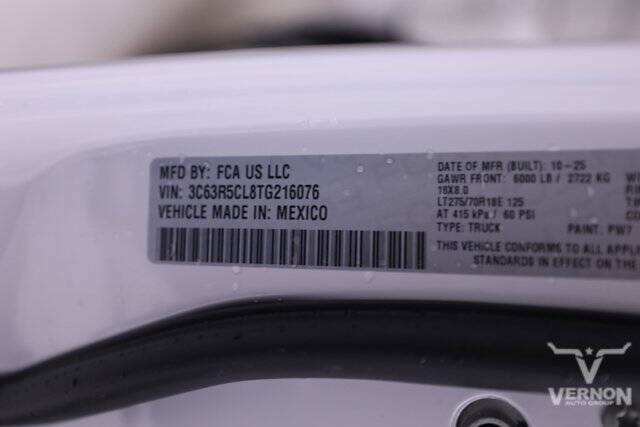 MFD BY: FCA US LLC
VIN: 3C63R5CL8TG216076
VEHICLE MADE IN: MEXICO
DATE OF MFR (BUILT): 10-25
GAWR FRONT: 6000 LB / 2722 KG
18X8.0
LT275/70R18E 125
AT 415 kPa / 60 PSI
TYPE: TRUCK PAINT: PW7
THIS VEHICLE CONFORMS TO ALL APPL
STANDARDS IN EFFECT ON THE
VERNON
AUTO GROUP